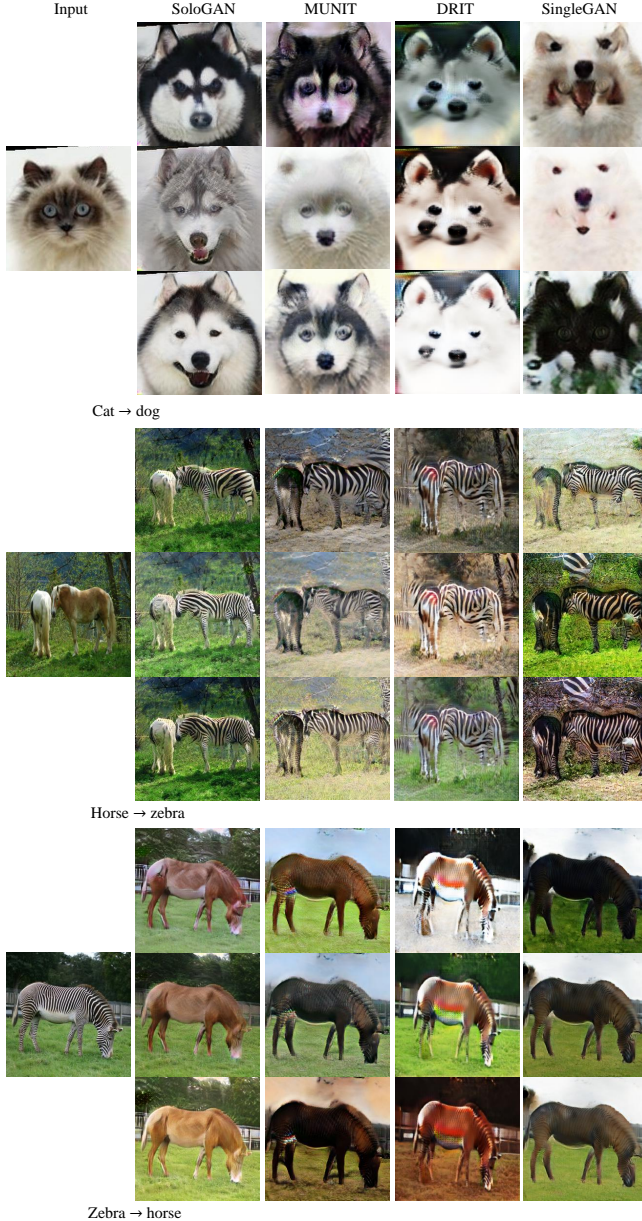 Input SoloGAN MUNIT DRIT SingleGAN
Cat → dog
Horse → zebra
Zebra → horse